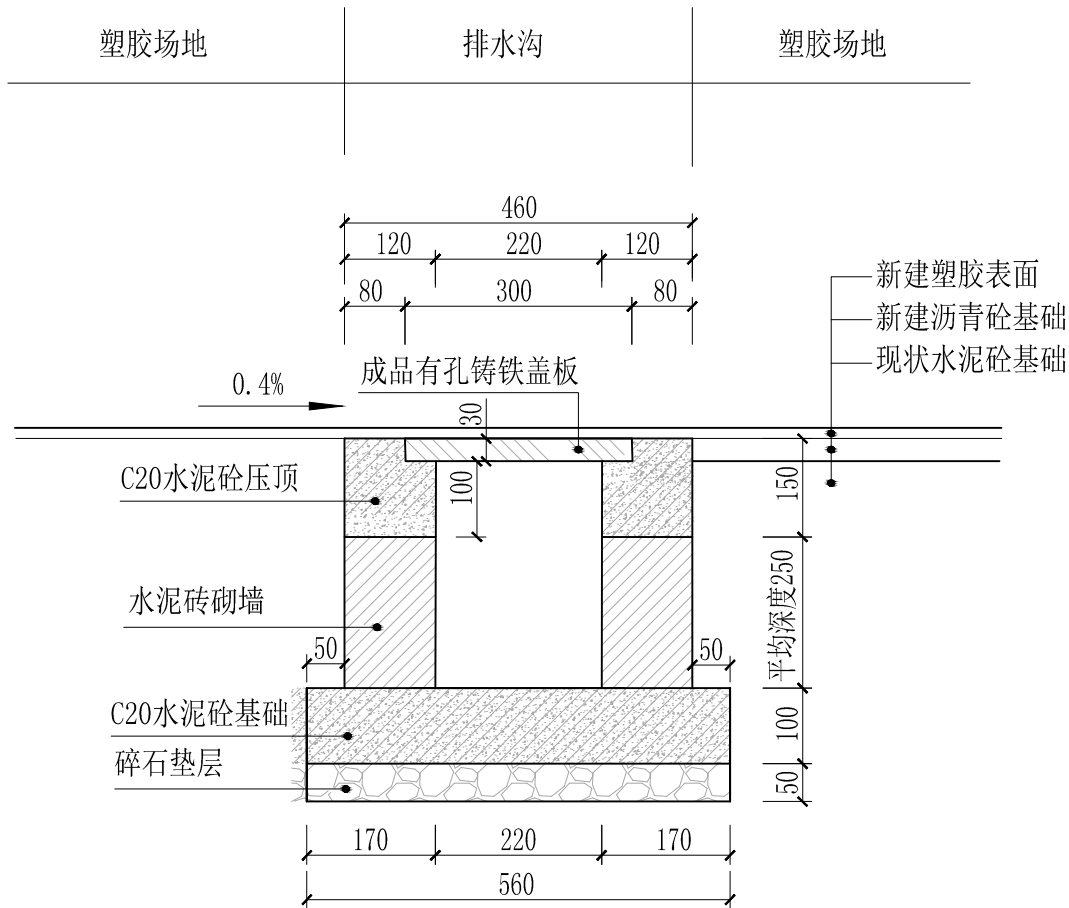 塑胶场地
排水沟
塑胶场地
460
120
220
120
80
300
80
新建塑胶表面
新建沥青砼基础
现状水泥砼基础
成品有孔铸铁盖板
0.4%
30
C20水泥砼压顶
100
150
水泥砖砌墙
平均深度250
50
50
C20水泥砼基础
100
碎石垫层
50
170
220
170
560